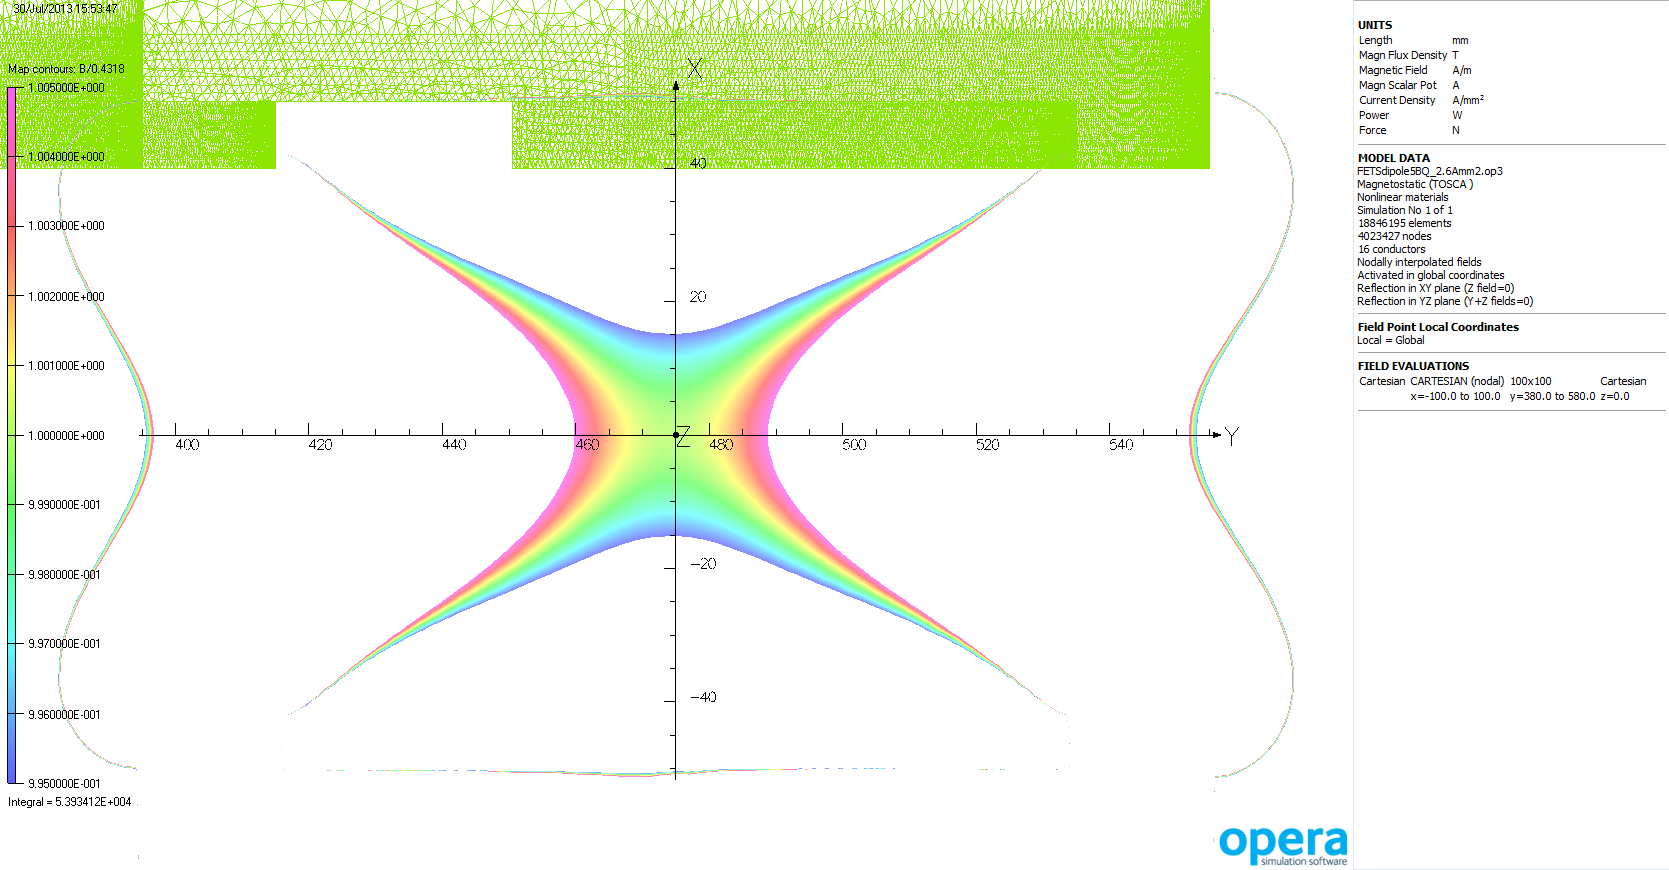 30/Jul/2013 15:53:47
Map contours: B/0.4318
1.005000E+000
1.004000E+000
1.003000E+000
1.002000E+000
1.001000E+000
1.000000E+000
9.990000E-001
9.980000E-001
9.970000E-001
9.960000E-001
9.950000E-001
Integral = 5.393412E+004
X
40
20
Z
400 420 440 460 480 500 520 540 Y
-20
-40
opera
simulation software
UNITS
Length mm
Magn Flux Density T
Magnetic Field A/m
Magn Scalar Pot A
Current Density A/mm²
Power W
Force N
MODEL DATA
FETSdipole5BQ_2.6Amm2.op3
Magnetostatic (TOSCA )
Nonlinear materials
Simulation No 1 of 1
18846195 elements
4023427 nodes
16 conductors
Nodally interpolated fields
Activated in global coordinates
Reflection in XY plane (Z field=0)
Reflection in YZ plane (Y+Z fields=0)
Field Point Local Coordinates
Local = Global
FIELD EVALUATIONS
Cartesian CARTESIAN (nodal) 100x100 Cartesian
x=-100.0 to 100.0 y=380.0 to 580.0 z=0.0